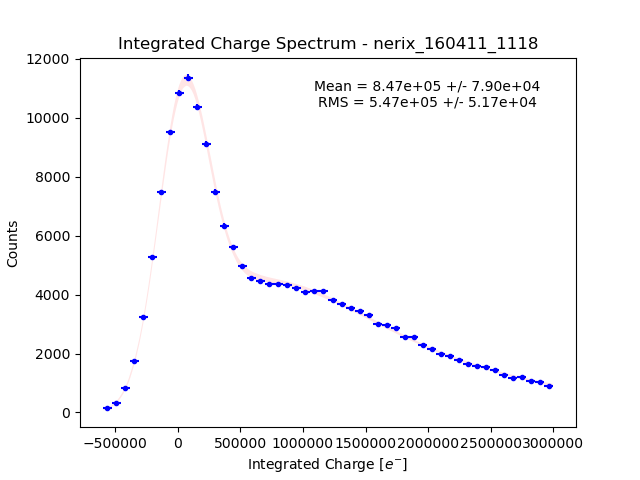 Integrated Charge Spectrum - nerix_160411_1118
Mean = 8.47e+05 +/- 7.90e+04
RMS = 5.47e+05 +/- 5.17e+04
Counts
12000
10000
8000
6000
4000
2000
0
−500000 0 500000 1000000 1500000 2000000 2500000 3000000
Integrated Charge [e⁻]